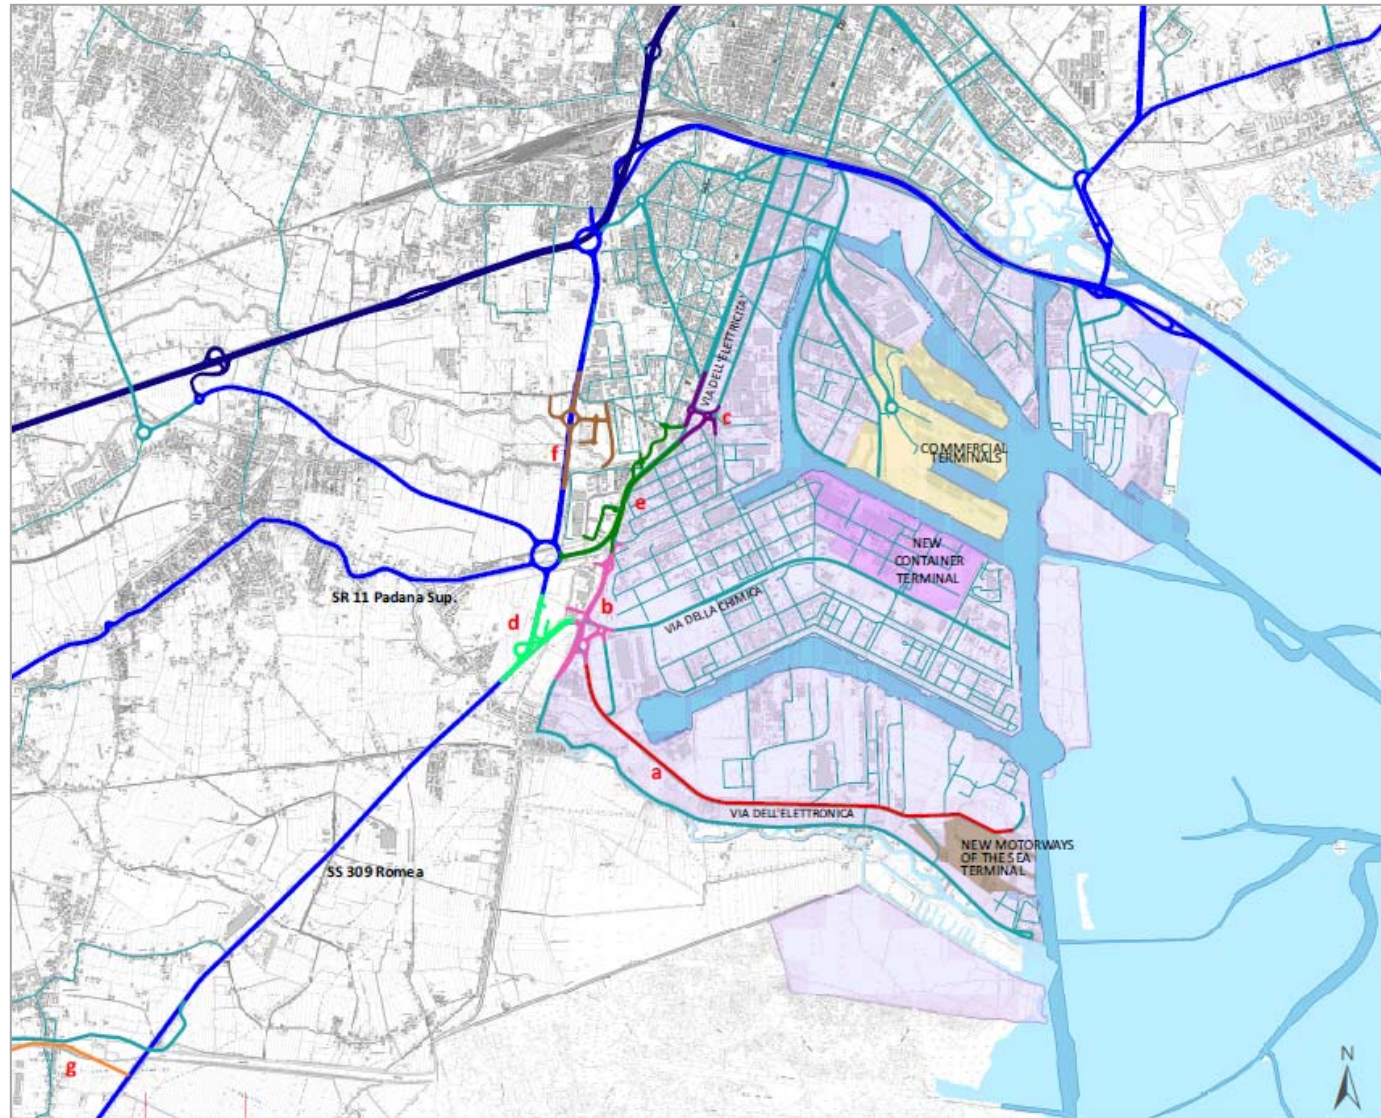 VIA DELL'ELETTRICITA'
c
f
COMMERCIAL
TERMINALS
e
NEW
CONTAINER
TERMINAL
SR 11 Padana Sup.
b
VIA DELLA CHIMICA
d
a
VIA DELL'ELETTRONICA
NEW MOTORWAYS
OF THE SEA
TERMINAL
SS 309 Romea
N
g